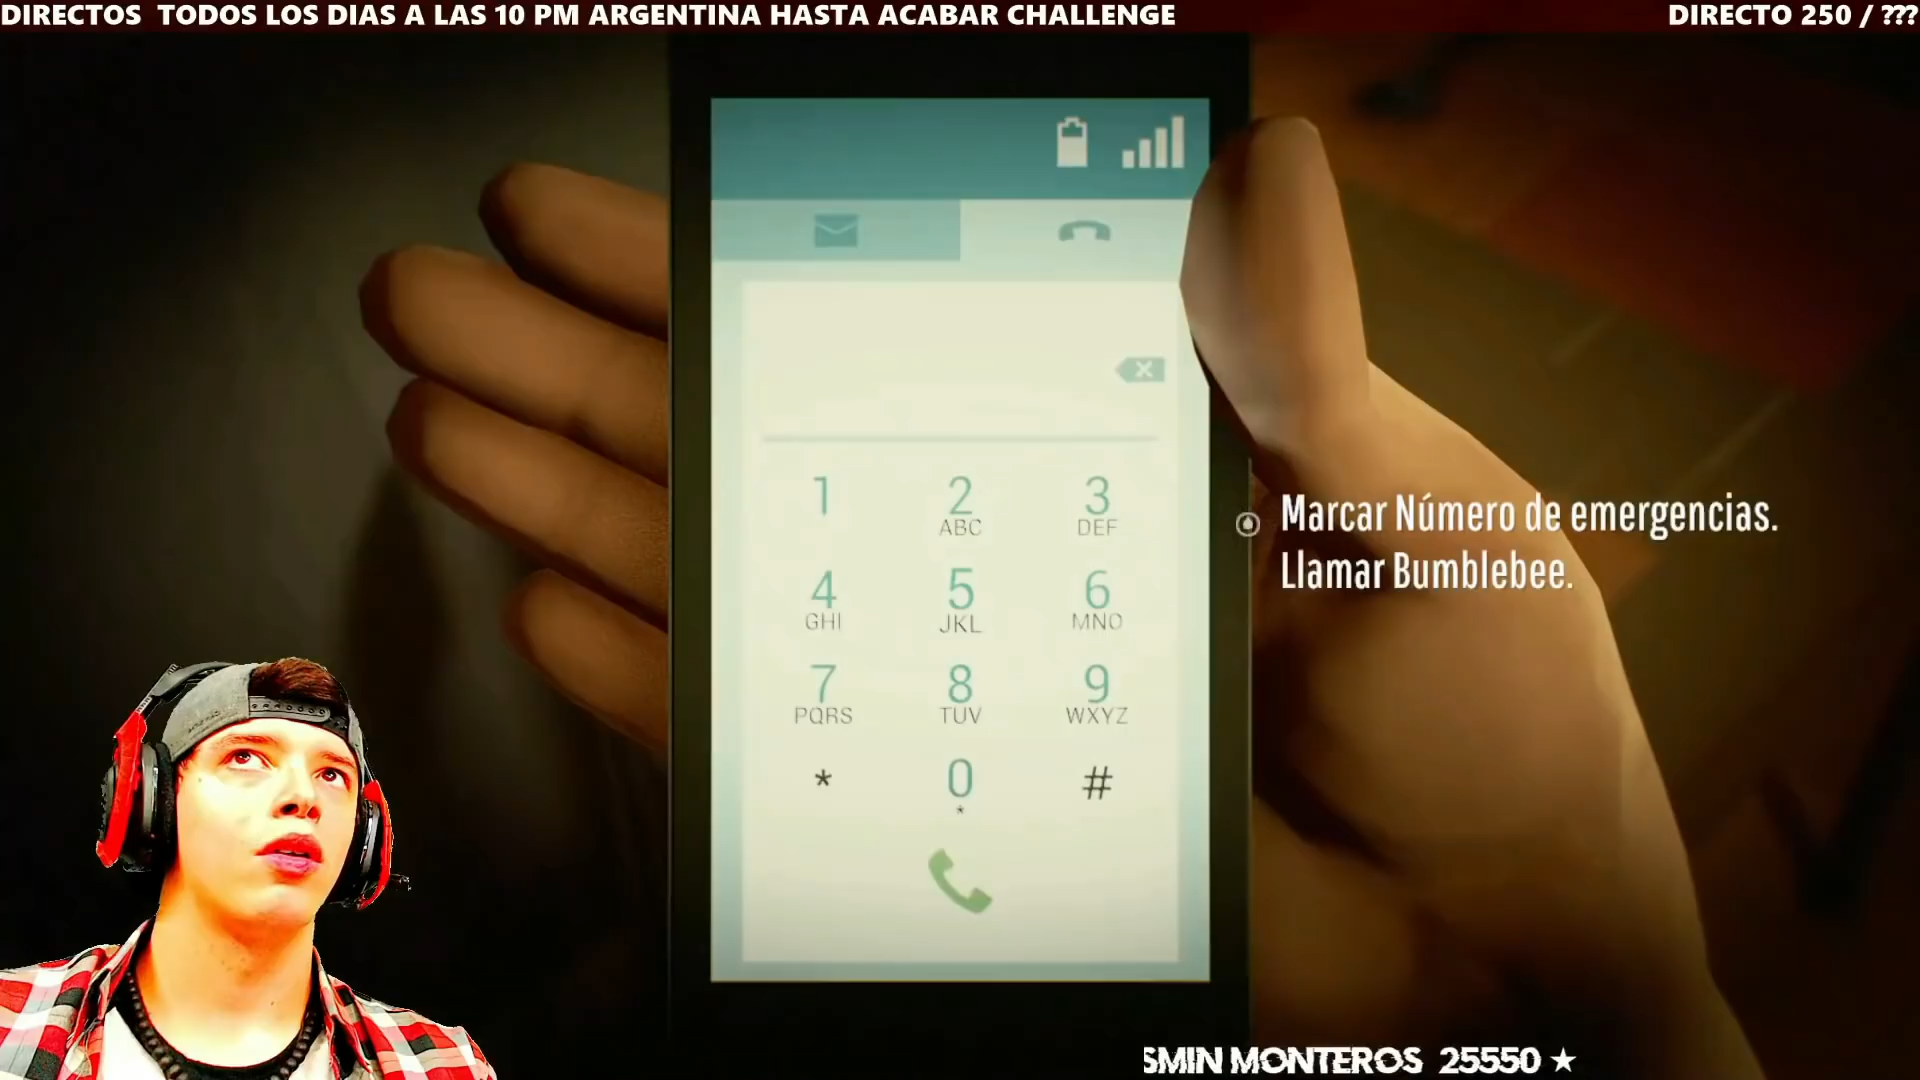 DIRECTOS TODOS LOS DIAS A LAS 10 PM ARGENTINA HASTA ACABAR CHALLENGE
DIRECTO 250 / ???
1 2 3
ABC DEF
4 5 6
GHI JKL MNO
7 8 9
PQRS TUV WXYZ
* 0 #
*
Marcar Número de emergencias.
Llamar Bumblebee.
SMIN MONTEROS 25550 ★